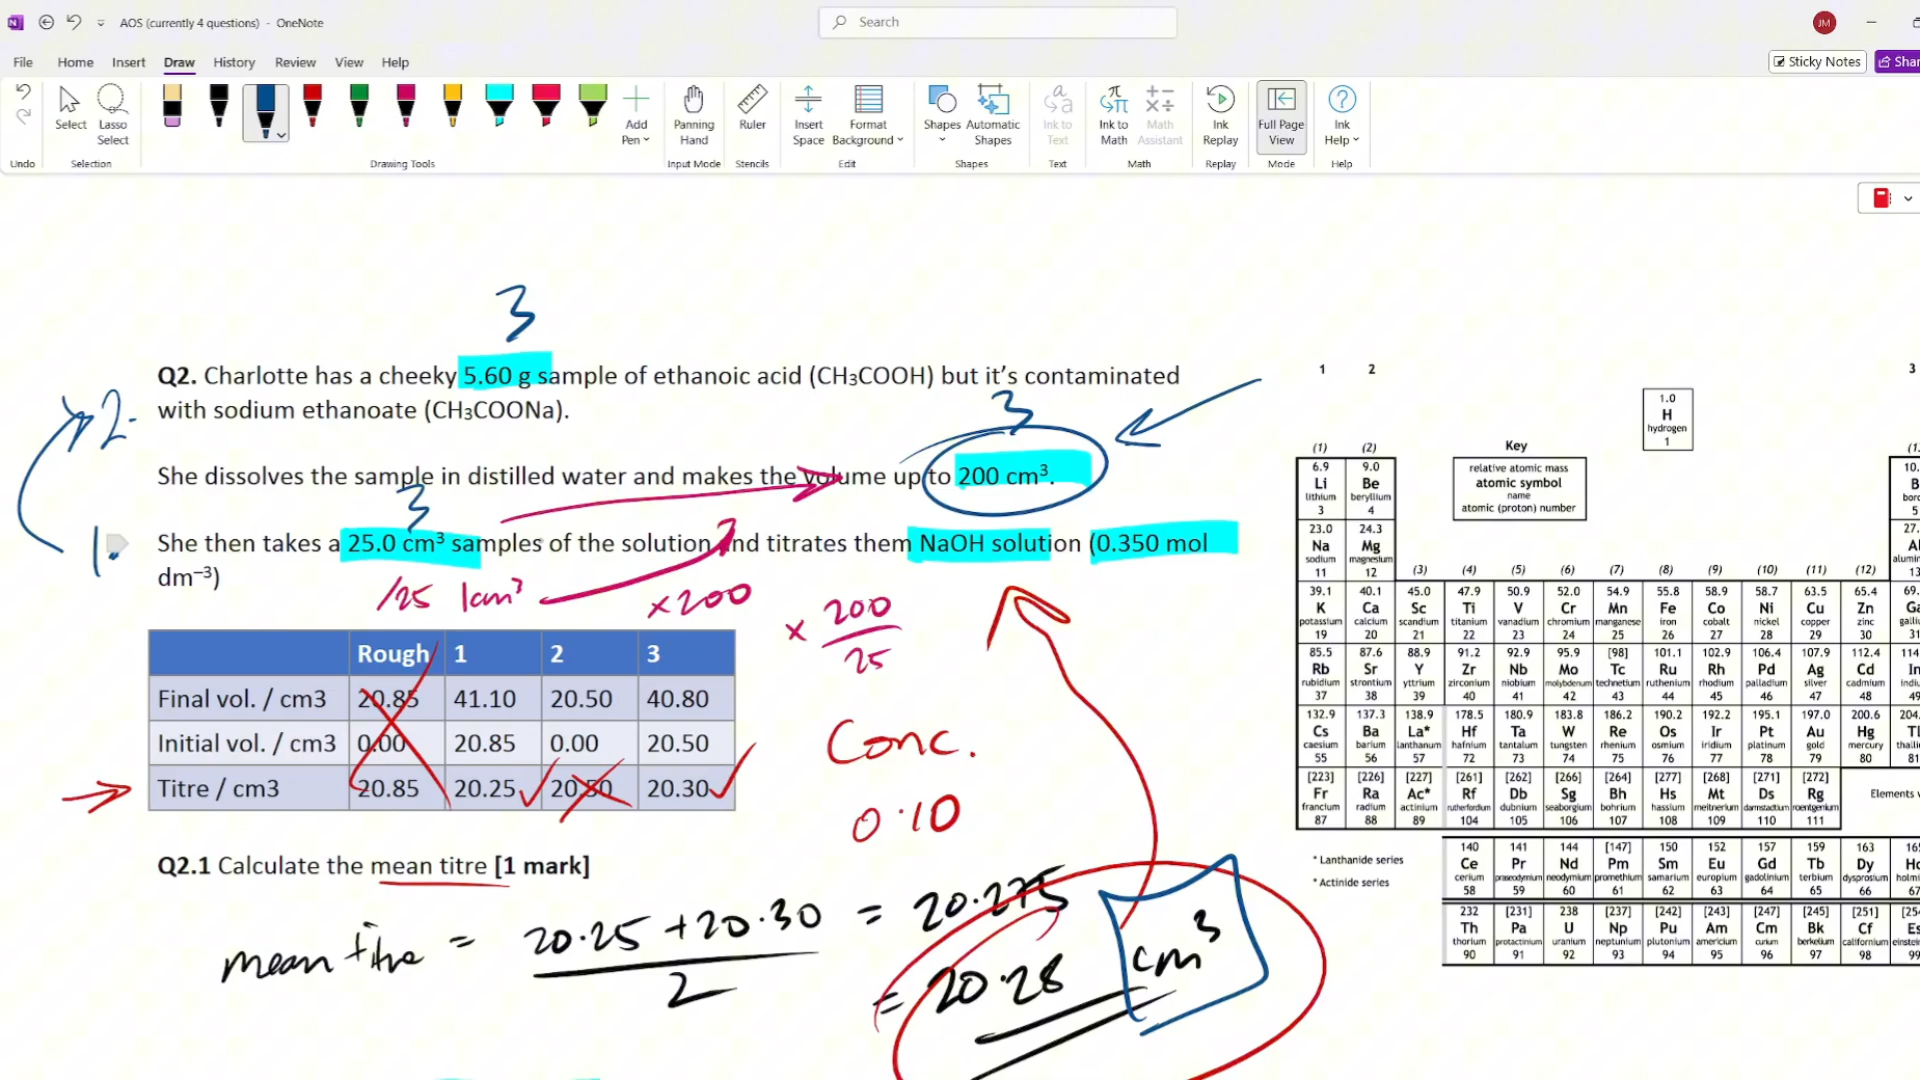 AOS (currently 4 questions) - OneNote
Search
JM
File Home Insert Draw History Review View Help
Sticky Notes
Shar
Select
Lasso Select
Add Pen
Panning Hand
Ruler
Insert Space
Format Background
Shapes
Automatic Shapes
Ink to Text
Ink to Math
Math Assistant
Ink Replay
Full Page View
Ink Help
Undo Selection Drawing Tools Input Mode Stencils Edit Shapes Text Math Replay Mode Help
3
Q2. Charlotte has a cheeky 5.60 g sample of ethanoic acid (CH3COOH) but it's contaminated
with sodium ethanoate (CH3COONa).
2.
3
She dissolves the sample in distilled water and makes the volume up to 200 cm³.
3
1.
She then takes a 25.0 cm³ samples of the solution and titrates them NaOH solution (0.350 mol
dm⁻³)
/25 1cm³ ×200
× 200
25
Rough 1 2 3
Final vol. / cm3 20.85 41.10 20.50 40.80
Initial vol. / cm3 0.00 20.85 0.00 20.50
Titre / cm3 20.85 20.25 20.50 20.30
Conc.
0.10
Q2.1 Calculate the mean titre [1 mark]
mean titre = 20.25 + 20.30 = 20.275
2
= 20.28 cm³
1 2 3
1.0
H
hydrogen
1
(1) (2) Key
relative atomic mass
atomic symbol
name
atomic (proton) number
6.9 9.0
Li Be
lithium beryllium
3 4
23.0 24.3
Na Mg
sodium magnesium
11 12
(3) (4) (5) (6) (7) (8) (9) (10) (11) (12)
39.1 40.1 45.0 47.9 50.9 52.0 54.9 55.8 58.9 58.7 63.5 65.4
K Ca Sc Ti V Cr Mn Fe Co Ni Cu Zn
potassium calcium scandium titanium vanadium chromium manganese iron cobalt nickel copper zinc
19 20 21 22 23 24 25 26 27 28 29 30
85.5 87.6 88.9 91.2 92.9 95.9 [98] 101.1 102.9 106.4 107.9 112.4
Rb Sr Y Zr Nb Mo Tc Ru Rh Pd Ag Cd
rubidium strontium yttrium zirconium niobium molybdenum technetium ruthenium rhodium palladium silver cadmium
37 38 39 40 41 42 43 44 45 46 47 48
132.9 137.3 138.9 178.5 180.9 183.8 186.2 190.2 192.2 195.1 197.0 200.6
Cs Ba La* Hf Ta W Re Os Ir Pt Au Hg
caesium barium lanthanum hafnium tantalum tungsten rhenium osmium iridium platinum gold mercury
55 56 57 72 73 74 75 76 77 78 79 80
[223] [226] [227] [261] [262] [266] [264] [277] [268] [271] [272]
Fr Ra Ac* Rf Db Sg Bh Hs Mt Ds Rg
francium radium actinium rutherfordium dubnium seaborgium bohrium hassium meitnerium darmstadtium roentgenium
87 88 89 104 105 106 107 108 109 110 111
Elements
* Lanthanide series
* Actinide series
140 141 144 [147] 150 152 157 159 163
Ce Pr Nd Pm Sm Eu Gd Tb Dy
cerium praseodymium neodymium promethium samarium europium gadolinium terbium dysprosium
58 59 60 61 62 63 64 65 66
232 [231] 238 [237] [242] [243] [247] [245] [251]
Th Pa U Np Pu Am Cm Bk Cf
thorium protactinium uranium neptunium plutonium americium curium berkelium californium
90 91 92 93 94 95 96 97 98